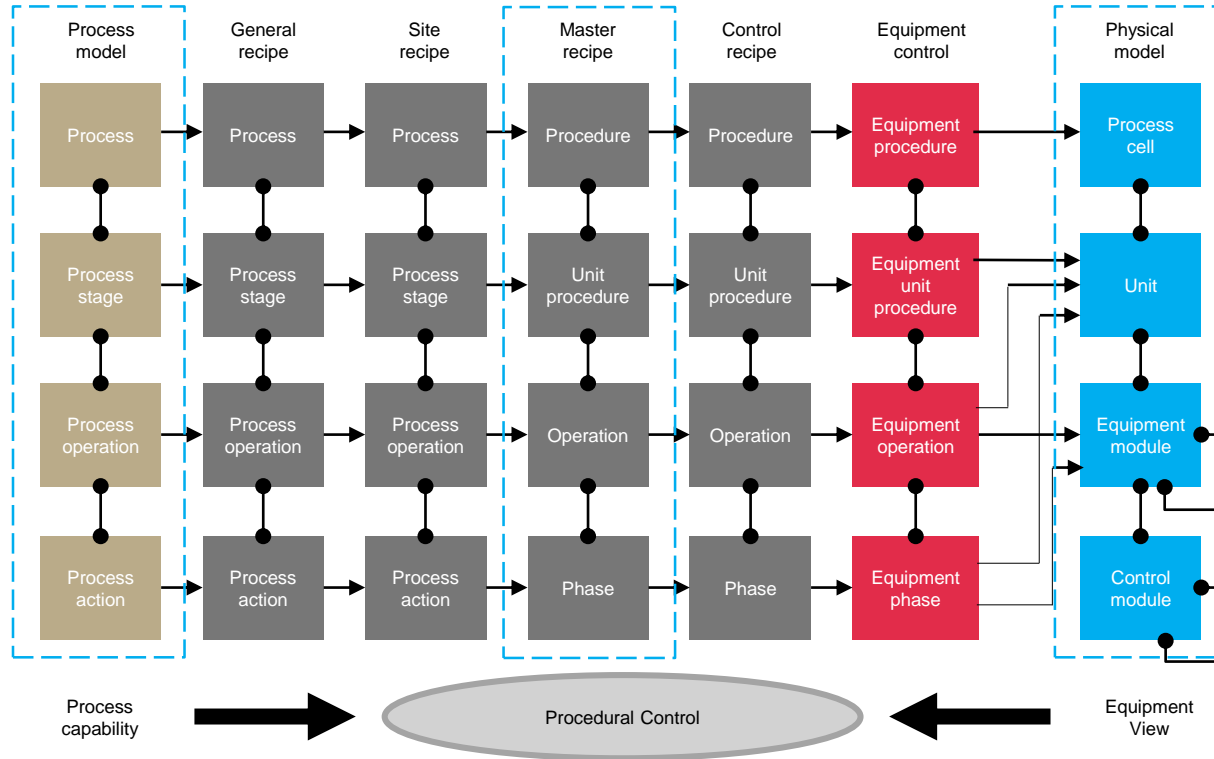 Process
model
General
recipe
Site
recipe
Master
recipe
Control
recipe
Equipment
control
Physical
model
Process
Process
Process
Procedure
Procedure
Equipment
procedure
Process
cell
Process
stage
Process
stage
Process
stage
Unit
procedure
Unit
procedure
Equipment
unit
procedure
Unit
Process
operation
Process
operation
Process
operation
Operation
Operation
Equipment
operation
Equipment
module
Process
action
Process
action
Process
action
Phase
Phase
Equipment
phase
Control
module
Process
capability
Procedural Control
Equipment
View